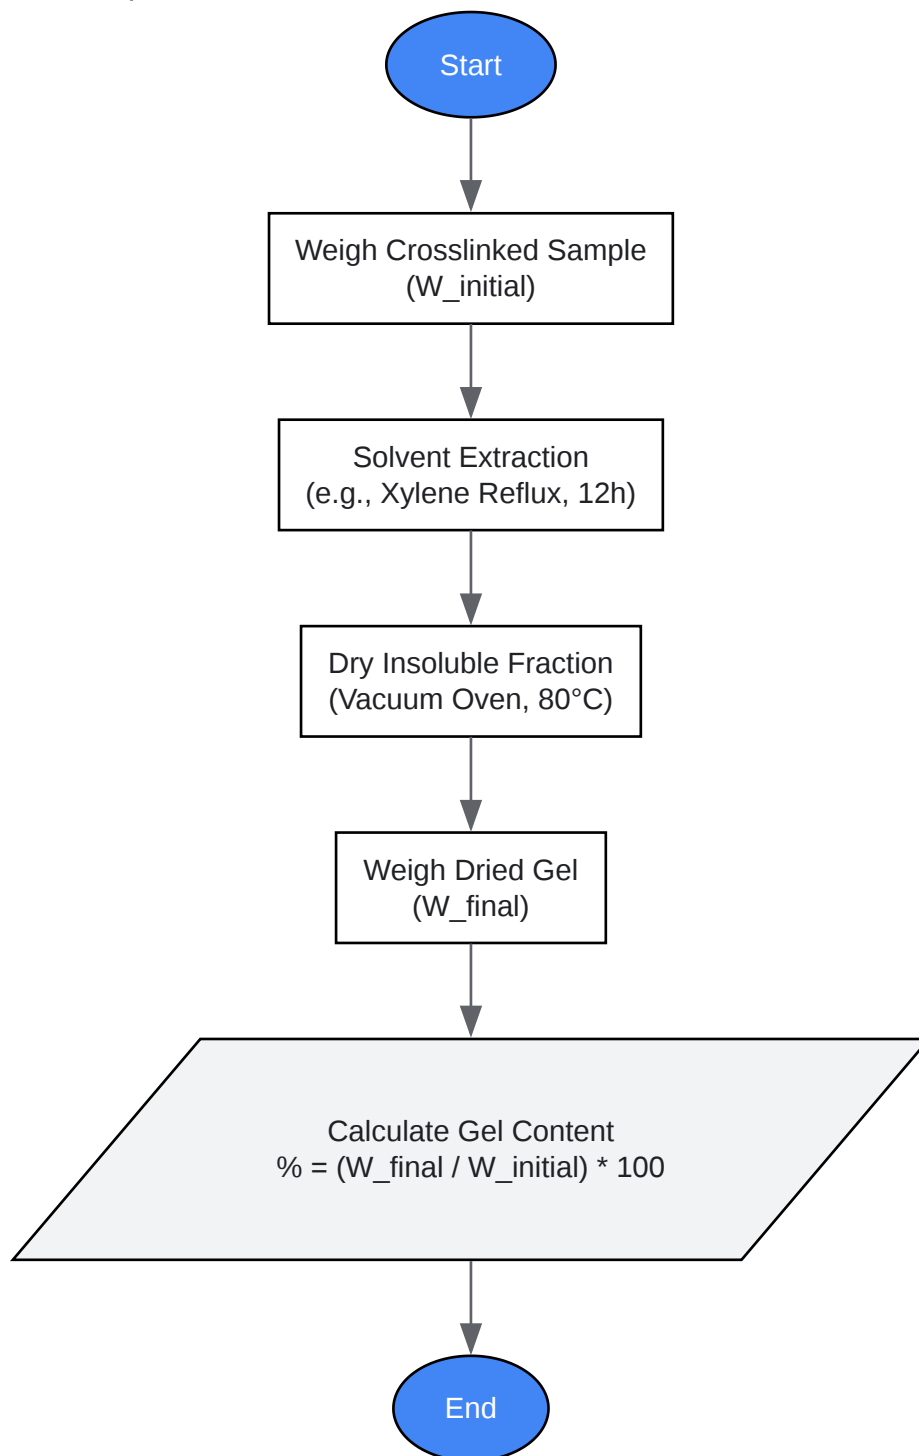 Start
Weigh Crosslinked Sample
(W_initial)
Solvent Extraction
(e.g., Xylene Reflux, 12h)
Dry Insoluble Fraction
(Vacuum Oven, 80°C)
Weigh Dried Gel
(W_final)
Calculate Gel Content
% = (W_final / W_initial) * 100
End